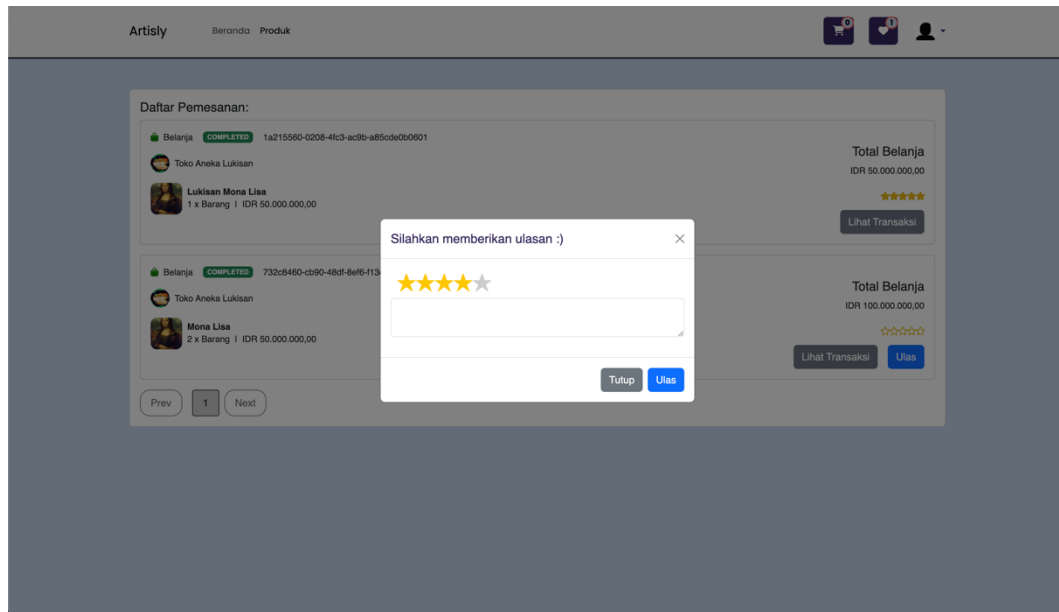 Artisly Beranda Produk 0 1
Daftar Pemesanan:
Belanja COMPLETED 1a215560-0208-4fc3-ac9b-a85cde0b0601
Toko Aneka Lukisan
Lukisan Mona Lisa
1 x Barang | IDR 50.000.000,00
Total Belanja
IDR 50.000.000,00
Lihat Transaksi
Silahkan memberikan ulasan :)
Tutup Ulas
Belanja COMPLETED 732c8460-cb90-48df-8ef6-f13
Toko Aneka Lukisan
Mona Lisa
2 x Barang | IDR 50.000.000,00
Total Belanja
IDR 100.000.000,00
Lihat Transaksi Ulas
Prev 1 Next